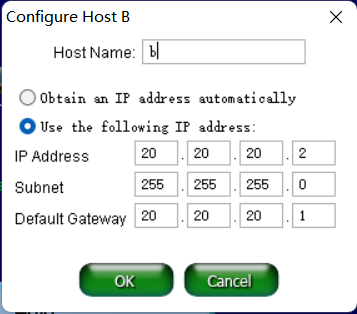 Configure Host B
Host Name: b
Obtain an IP address automatically
Use the following IP address:
IP Address 20 . 20 . 20 . 2
Subnet 255 . 255 . 255 . 0
Default Gateway 20 . 20 . 20 . 1
OK Cancel